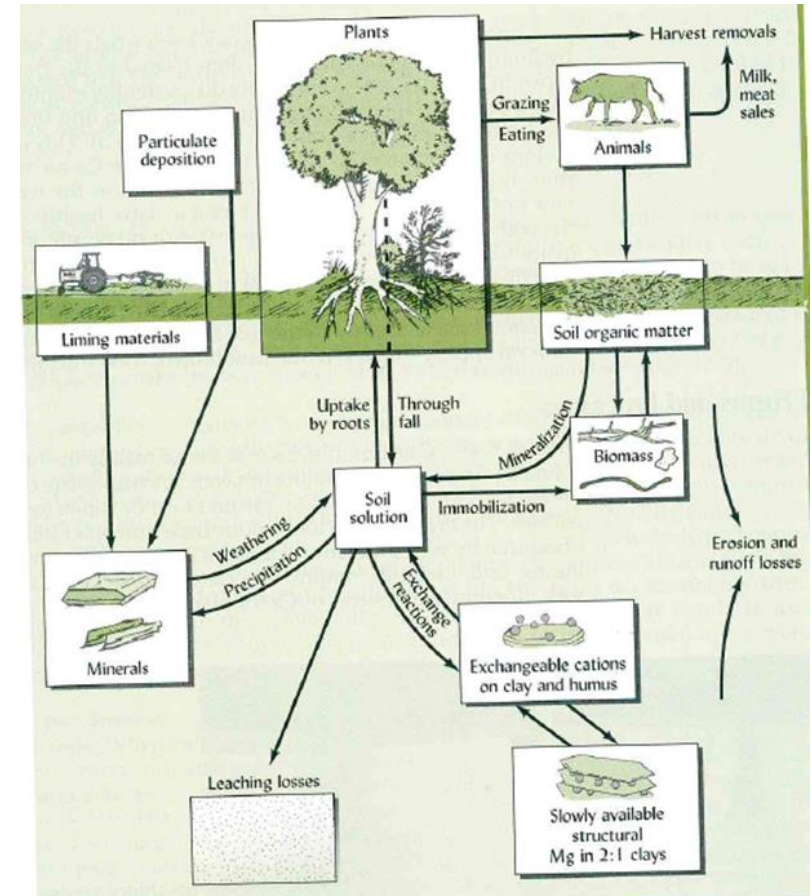 Plants
Harvest removals
Milk,
meat
sales
Grazing
Eating
Animals
Particulate
deposition
Liming materials
Soil organic matter
Uptake
by roots
Through
fall
Mineralization
Biomass
Soil
solution
Immobilization
Weathering
Precipitation
Exchange
reactions
Erosion and
runoff losses
Minerals
Exchangeable cations
on clay and humus
Leaching losses
Slowly available
structural
Mg in 2:1 clays